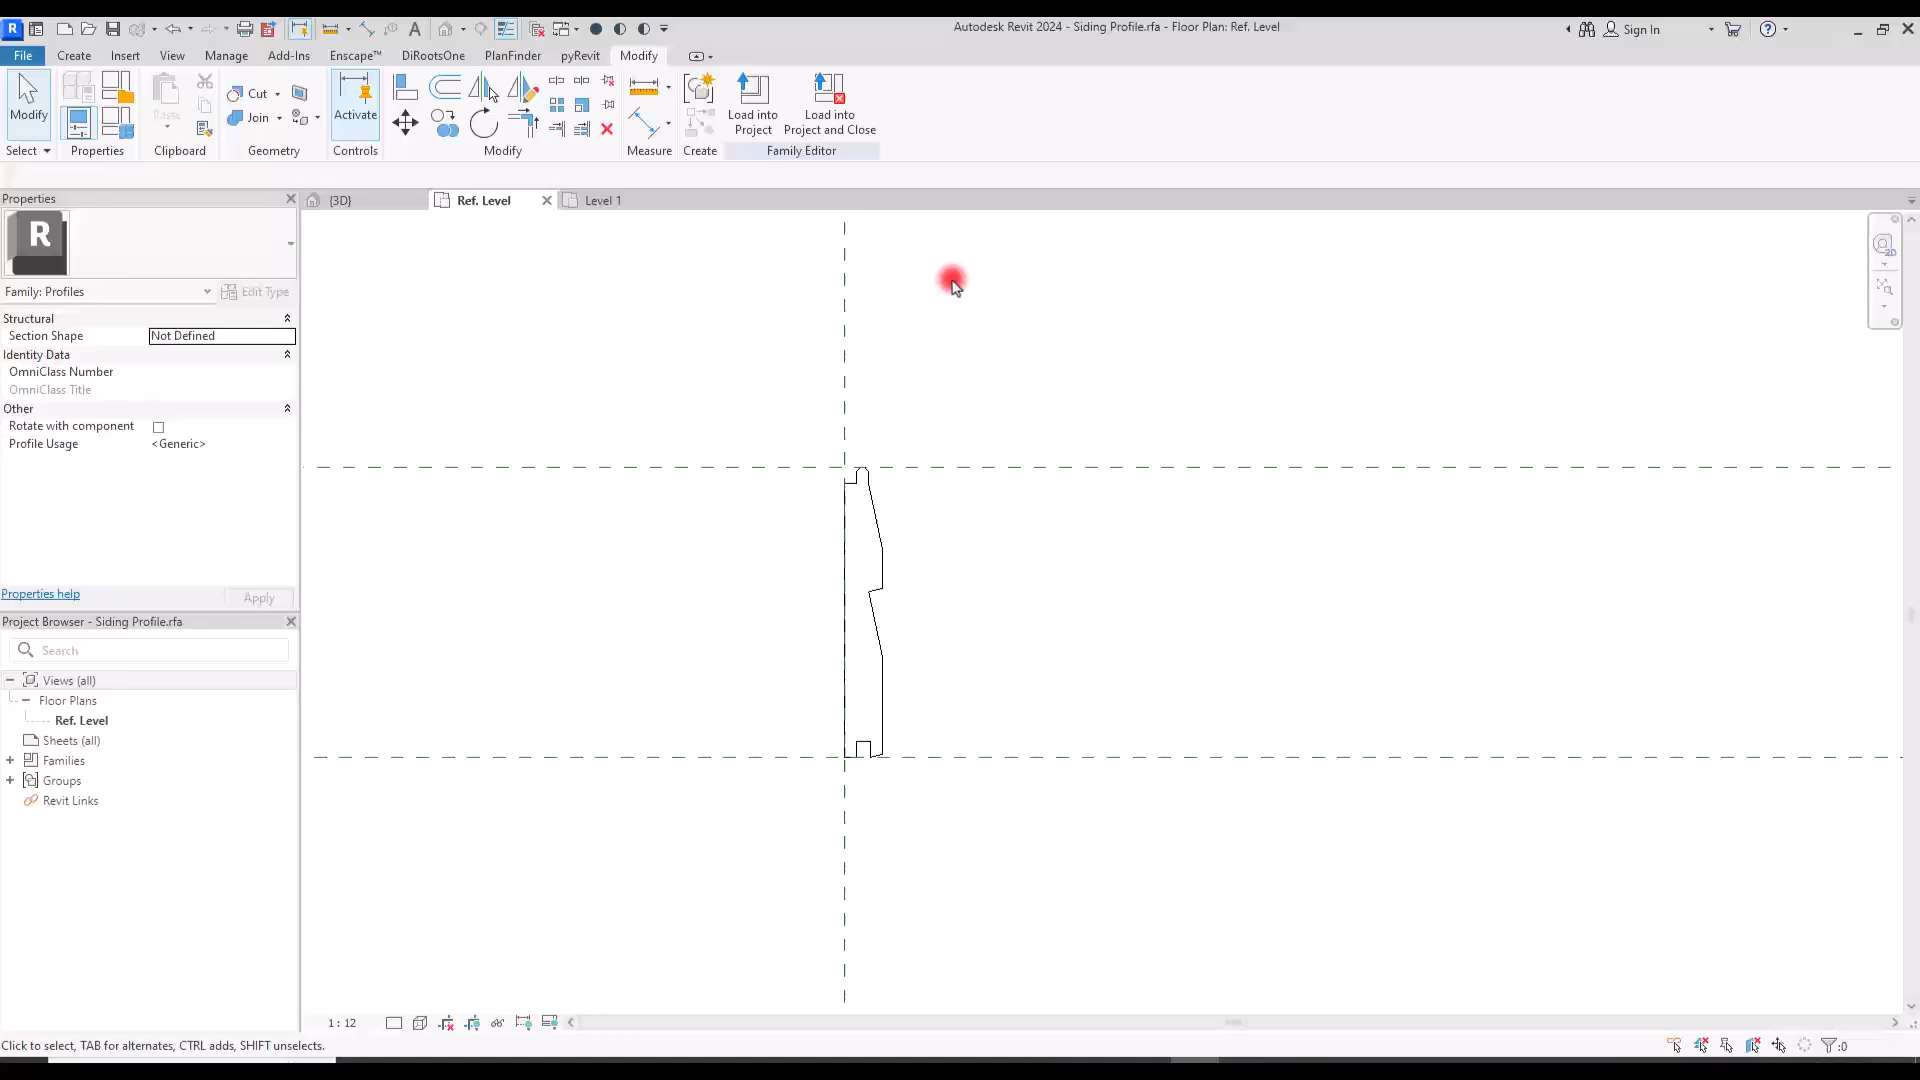 Autodesk Revit 2024 - Siding Profile.rfa - Floor Plan: Ref. Level
Sign In
File
Create
Insert
View
Manage
Add-Ins
Enscape™
DiRootsOne
PlanFinder
pyRevit
Modify
Modify
Paste
Cut
Join
Activate
Load into
Project
Load into
Project and Close
Select
Properties
Clipboard
Geometry
Controls
Modify
Measure
Create
Family Editor
Properties
{3D}
Ref. Level
Level 1
R
Family: Profiles
Edit Type
Structural
Section Shape
Not Defined
Identity Data
OmniClass Number
OmniClass Title
Other
Rotate with component
Profile Usage
<Generic>
Properties help
Apply
Project Browser - Siding Profile.rfa
Search
Views (all)
Floor Plans
Ref. Level
Sheets (all)
Families
Groups
Revit Links
1 : 12
Click to select, TAB for alternates, CTRL adds, SHIFT unselects.
:0